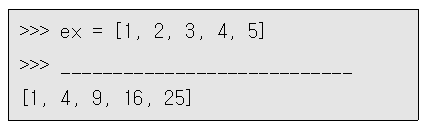 >>> ex = [1, 2, 3, 4, 5]
>>> ____________________________
[1, 4, 9, 16, 25]